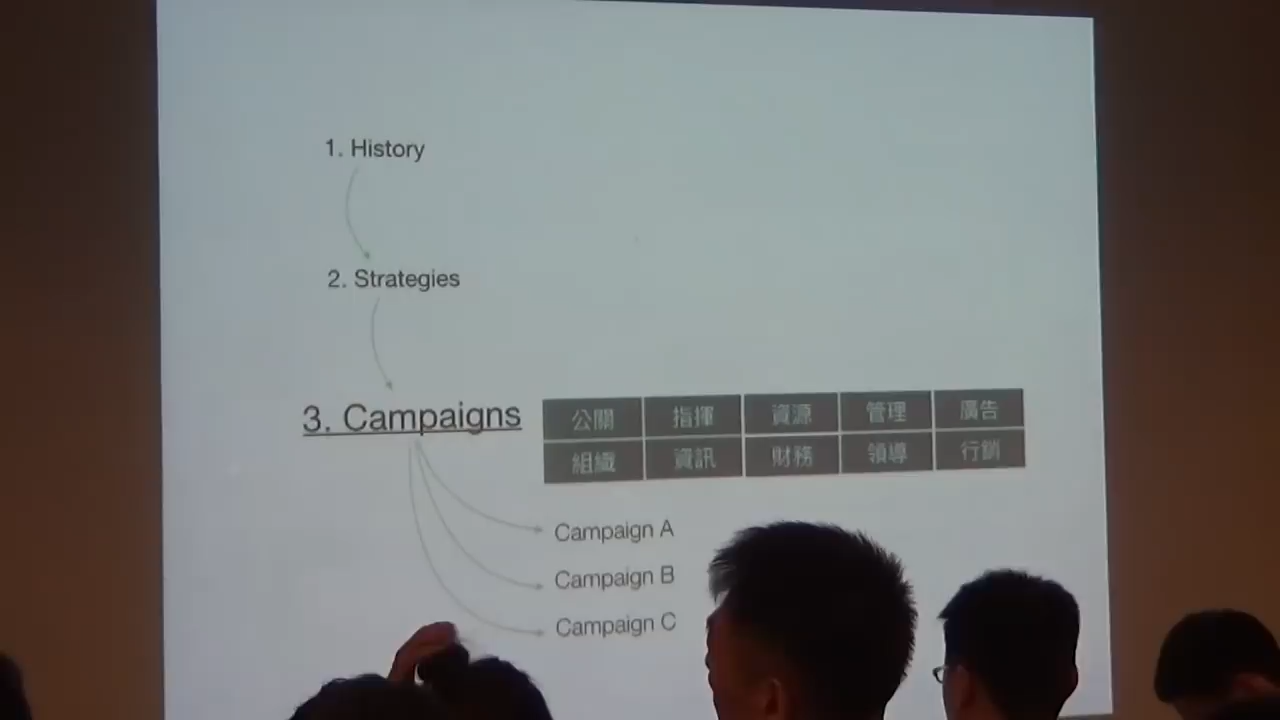 1. History
2. Strategies
3. Campaigns
公關 指揮 資源 管理 廣告
組織 資訊 財務 領導 行銷
Campaign A
Campaign B
Campaign C